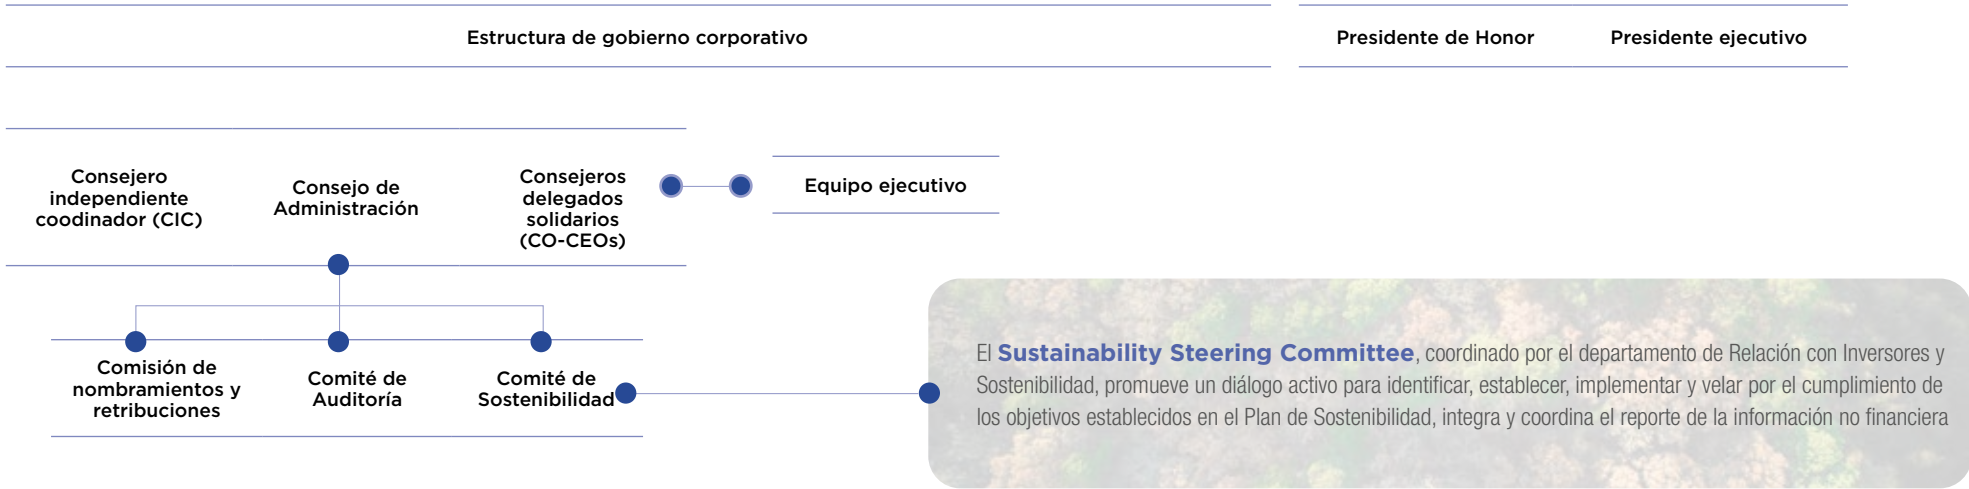 Estructura de gobierno corporativo
Presidente de Honor
Presidente ejecutivo
Consejero
independiente
coodinador (CIC)
Consejo de
Administración
Consejeros
delegados
solidarios
(CO-CEOs)
Equipo ejecutivo
Comisión de
nombramientos y
retribuciones
Comité de
Auditoría
Comité de
Sostenibilidad
El Sustainability Steering Committee, coordinado por el departamento de Relación con Inversores y
Sostenibilidad, promueve un diálogo activo para identificar, establecer, implementar y velar por el cumplimiento de
los objetivos establecidos en el Plan de Sostenibilidad, integra y coordina el reporte de la información no financiera